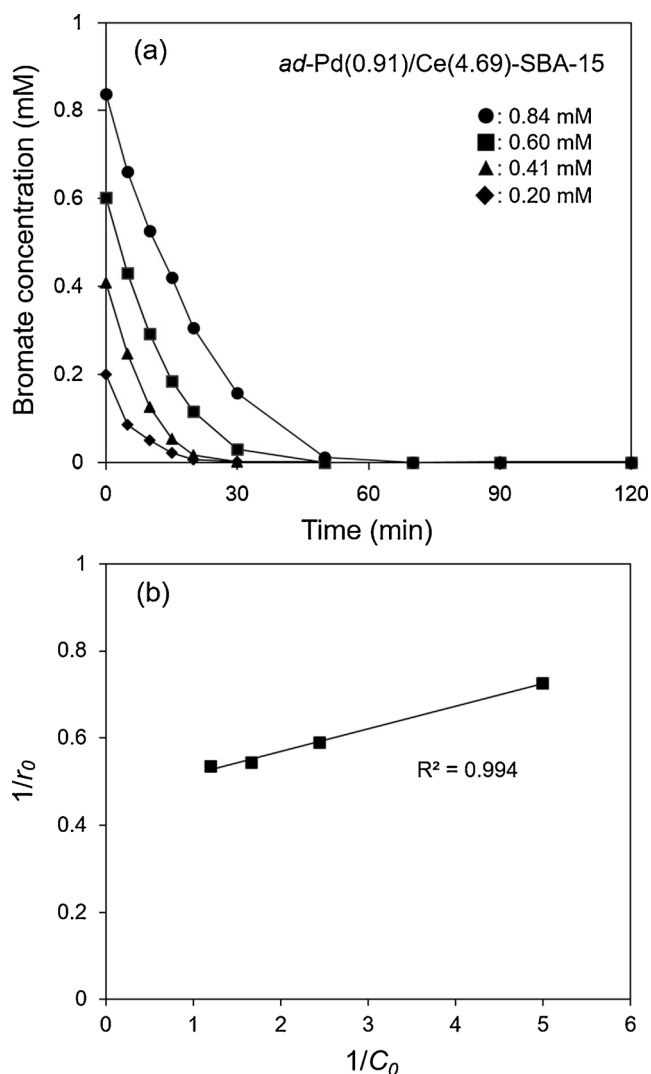 (a)
ad-Pd(0.91)/Ce(4.69)-SBA-15
●: 0.84 mM
■: 0.60 mM
▲: 0.41 mM
◆: 0.20 mM
Bromate concentration (mM)
1
0.8
0.6
0.4
0.2
0
0 30 60 90 120
Time (min)
(b)
R² = 0.994
1/r₀
1
0.8
0.6
0.4
0.2
0
0 1 2 3 4 5 6
1/C₀